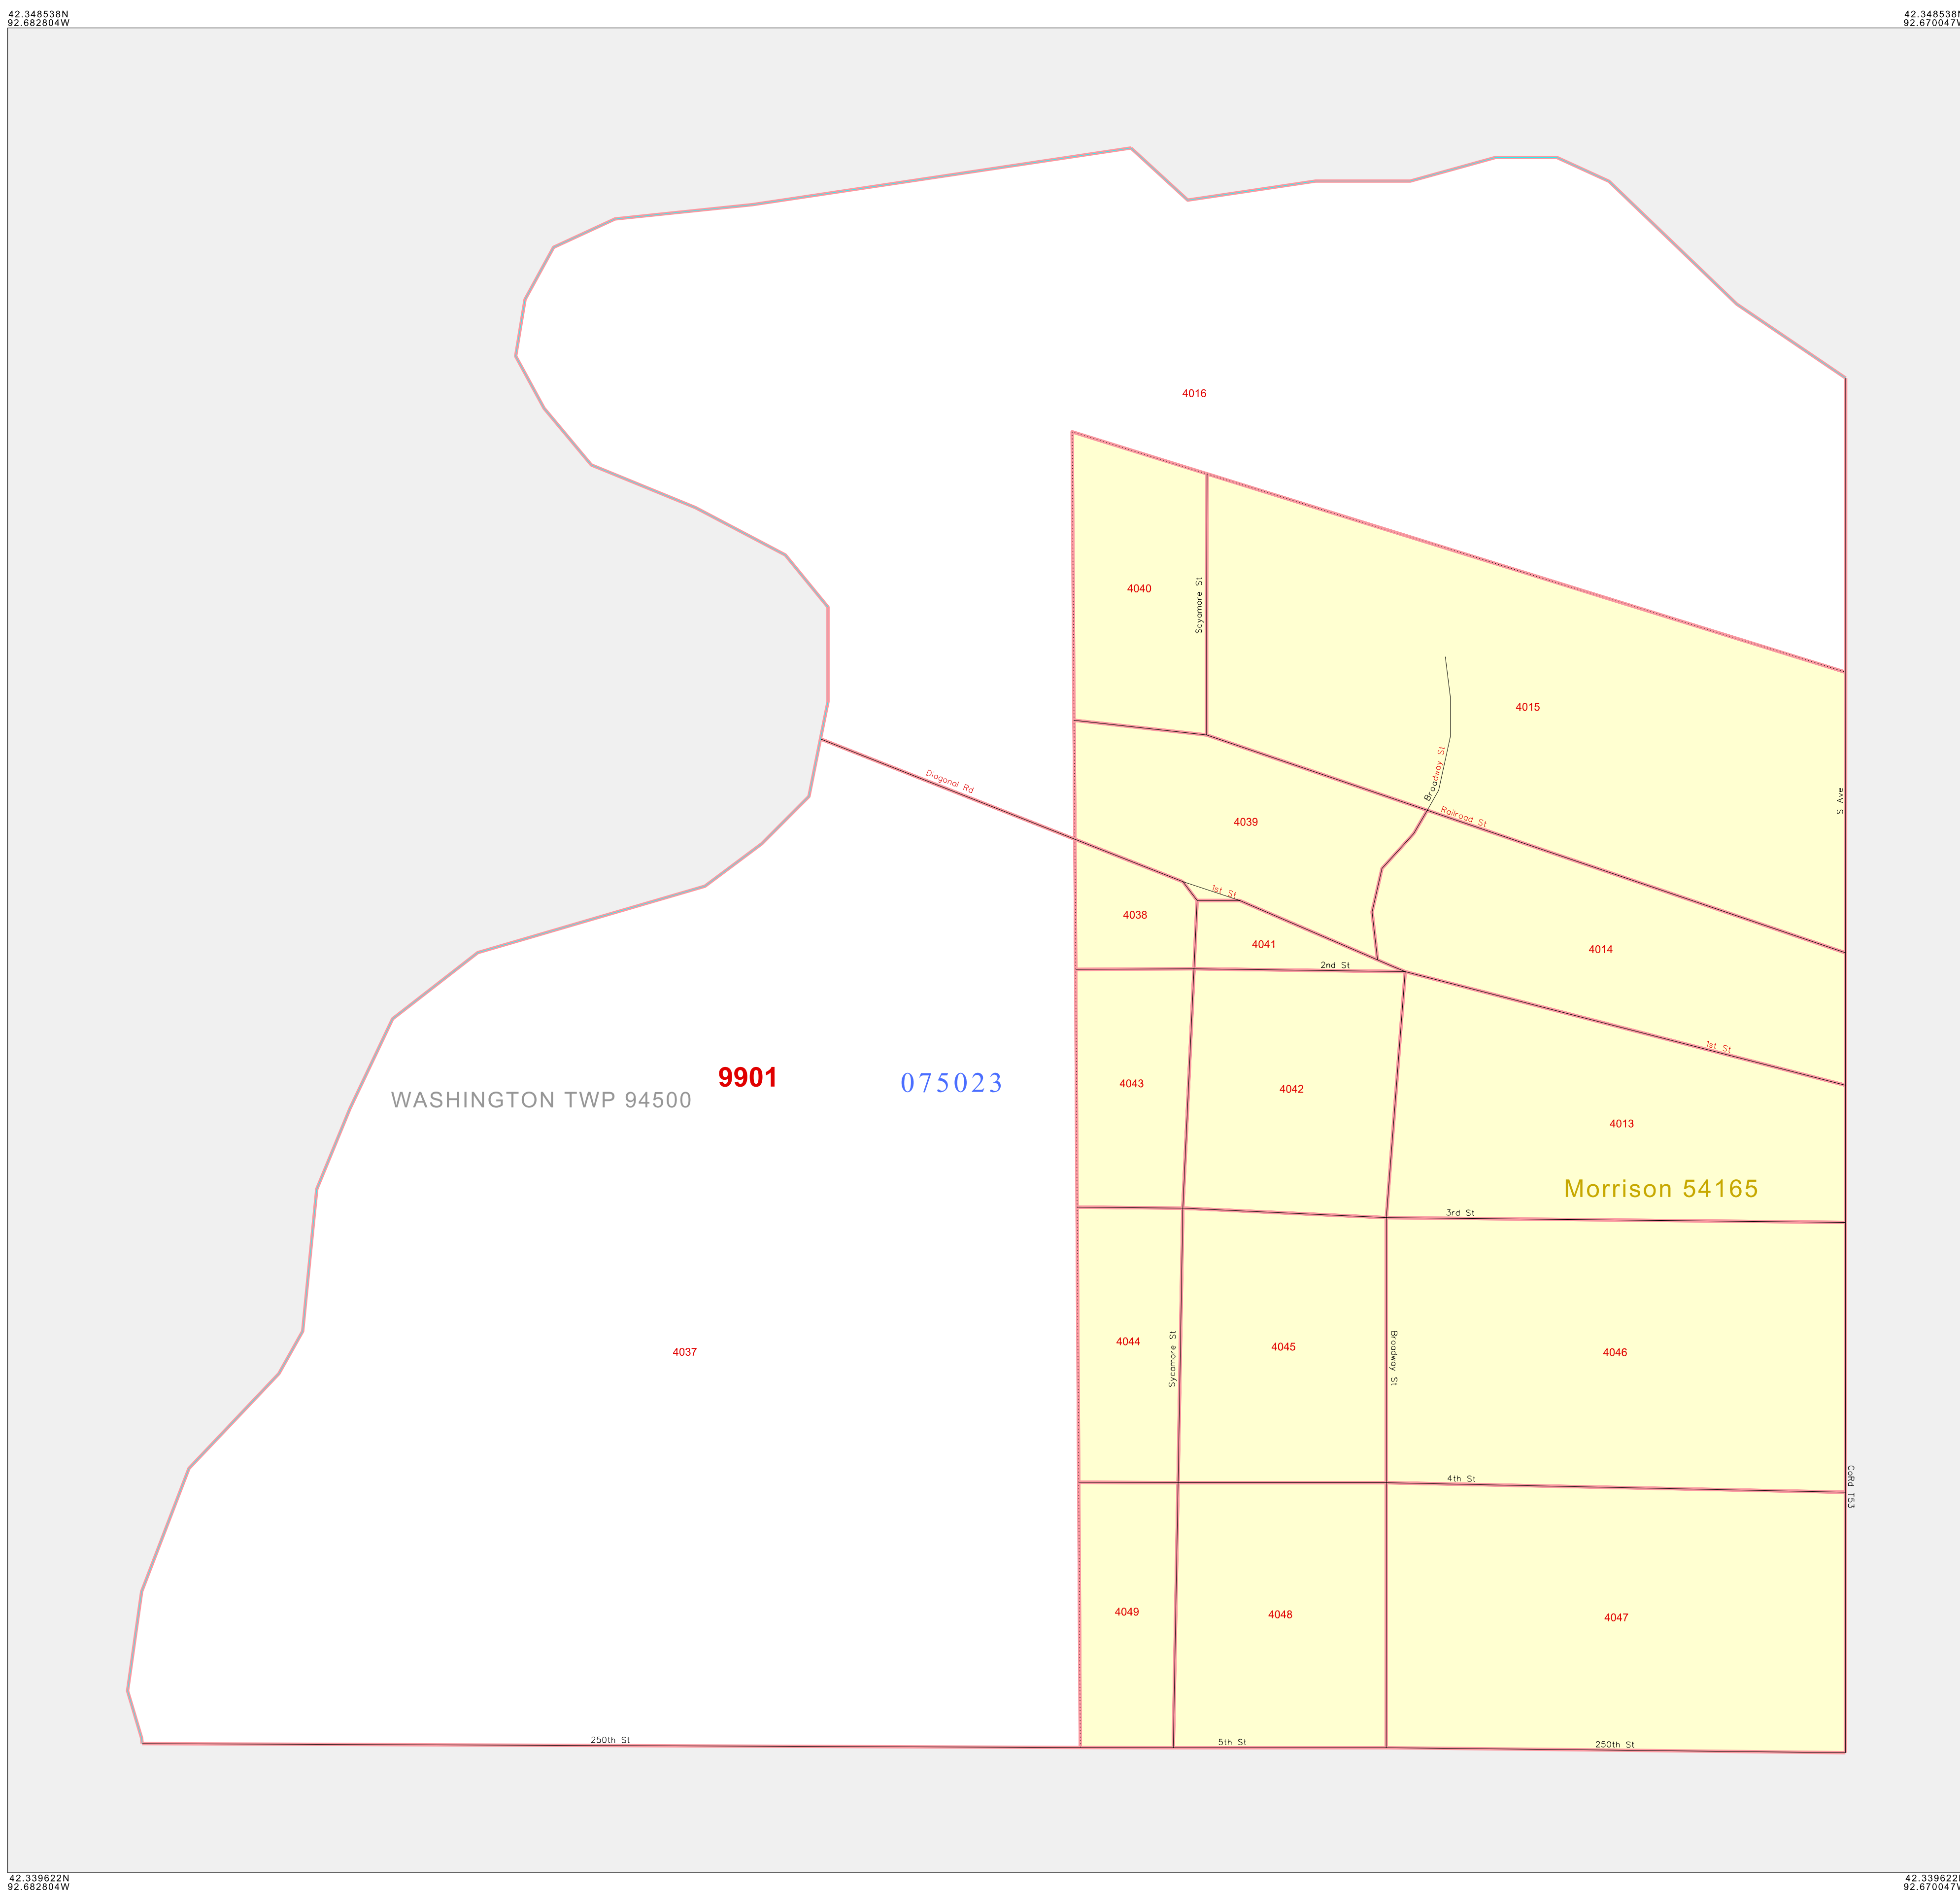 42.348538N
92.682804W
42.348538N
92.670047W
4016
4040
Scyamore St
4015
Broadway St
S Ave
Diagonal Rd
Railroad St
4039
1st St
4038
4041
4014
2nd St
1st St
9901
075023
WASHINGTON TWP 94500
4043
4042
4013
Morrison 54165
3rd St
4037
4044
Sycamore St
4045
Broadway St
4046
4th St
CoRd T53
4049
4048
4047
250th St
5th St
250th St
42.339622N
92.682804W
42.339622N
92.670047W